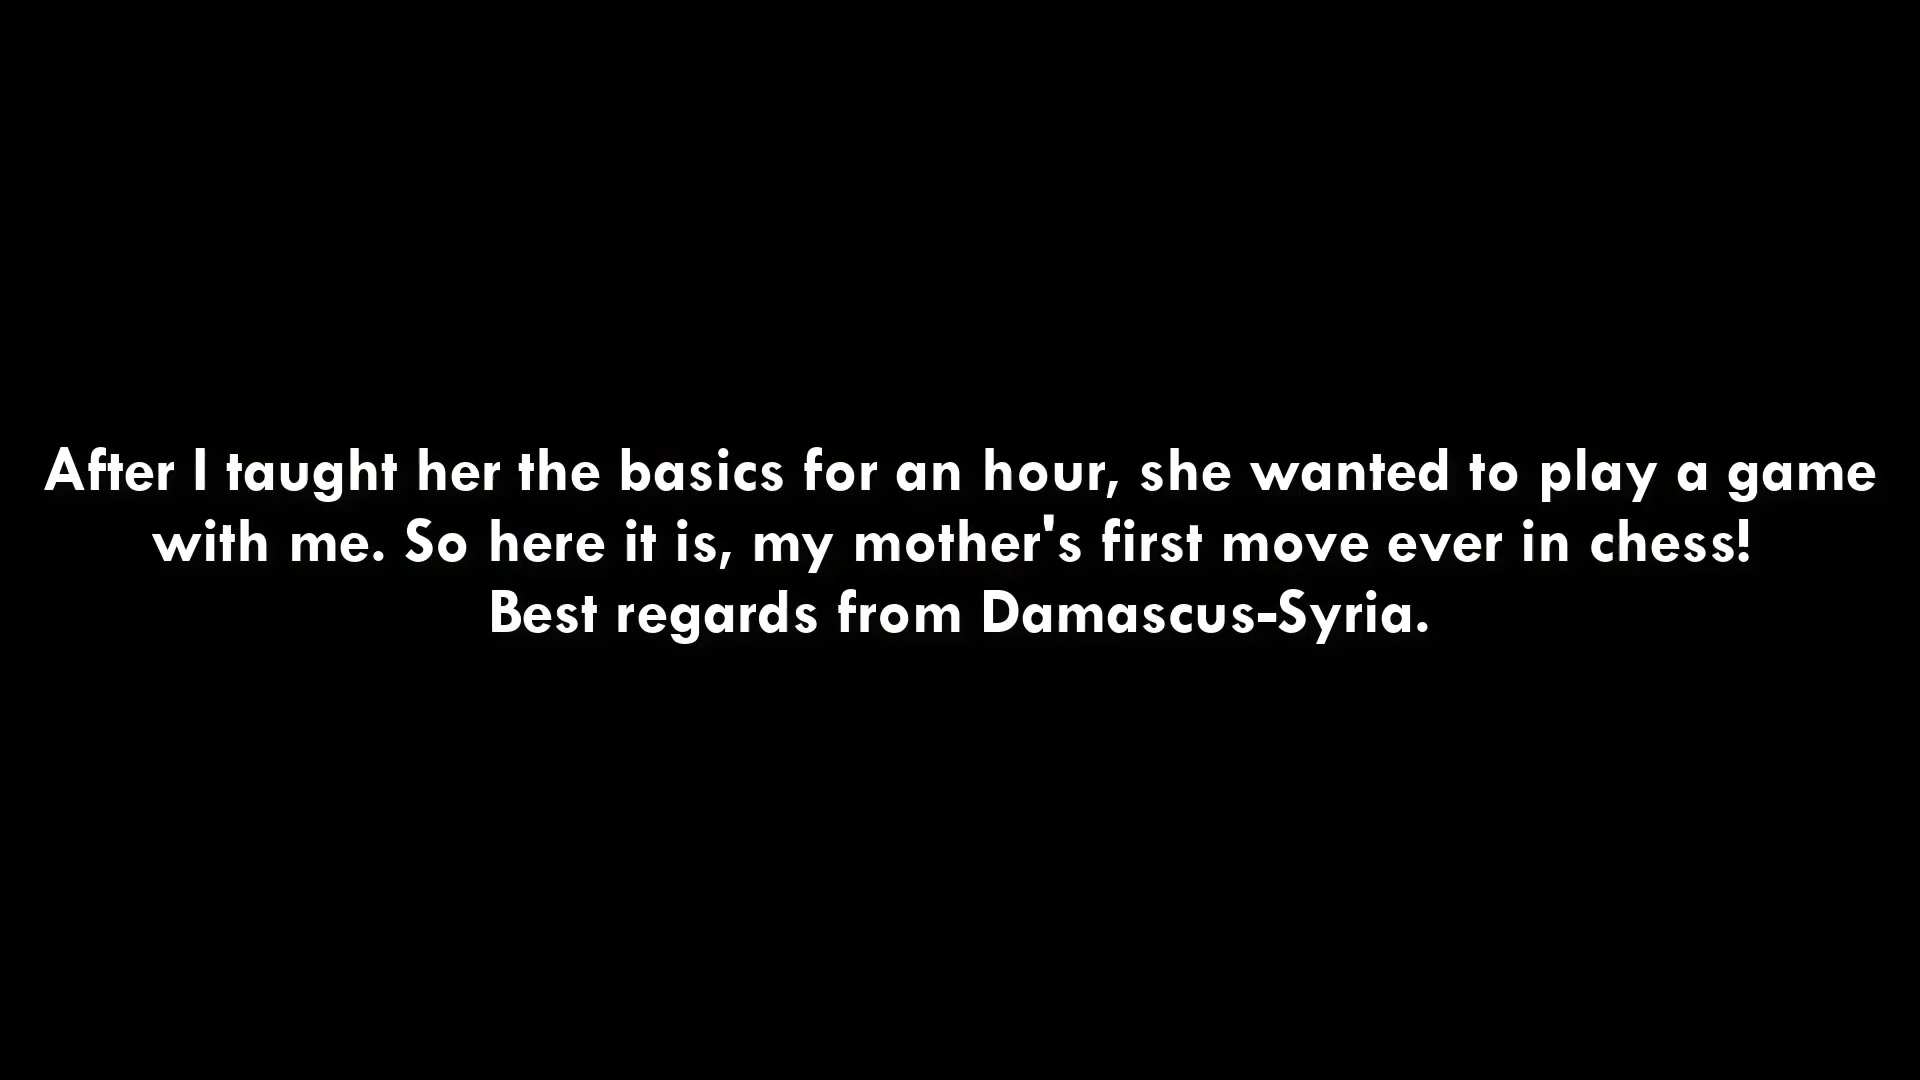 After I taught her the basics for an hour, she wanted to play a game
with me. So here it is, my mother's first move ever in chess!
Best regards from Damascus-Syria.